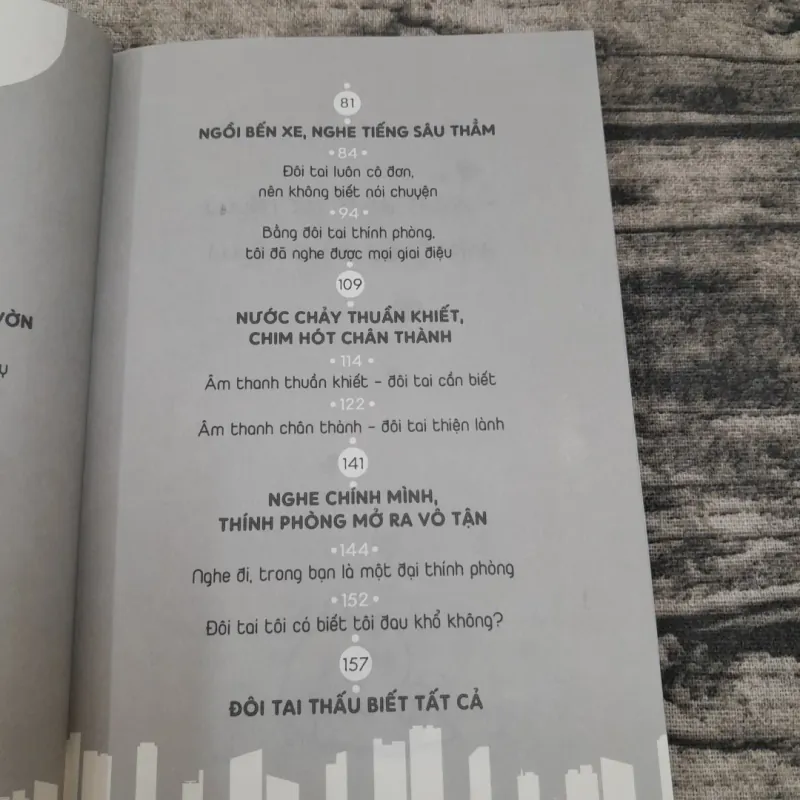 81
NGỒI BẾN XE, NGHE TIẾNG SÂU THẲM
• 84 •
Đôi tai luôn cô đơn,
nên không biết nói chuyện
• 94 •
Bằng đôi tai thính phòng,
tôi đã nghe được mọi giai điệu
109
NƯỚC CHẢY THUẦN KHIẾT,
CHIM HÓT CHÂN THÀNH
• 114 •
Âm thanh thuần khiết – đôi tai cần biết
• 122 •
Âm thanh chân thành – đôi tai thiện lành
141
NGHE CHÍNH MÌNH,
THÍNH PHÒNG MỞ RA VÔ TẬN
• 144 •
Nghe đi, trong bạn là một đại thính phòng
• 152 •
Đôi tai tôi có biết tôi đau khổ không?
157
ĐÔI TAI THẤU BIẾT TẤT CẢ